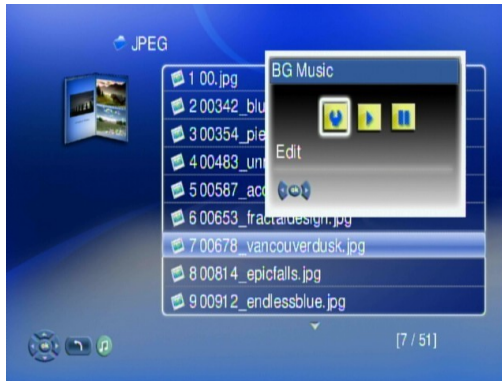 JPEG
1 00.jpg
2 00342_blu
3 00354_pie
4 00483_unr
5 00587_acc
6 00653_fractaldesign.jpg
7 00678_vancouverdusk.jpg
8 00814_epicfalls.jpg
9 00912_endlessblue.jpg
BG Music
Edit
[7 / 51]